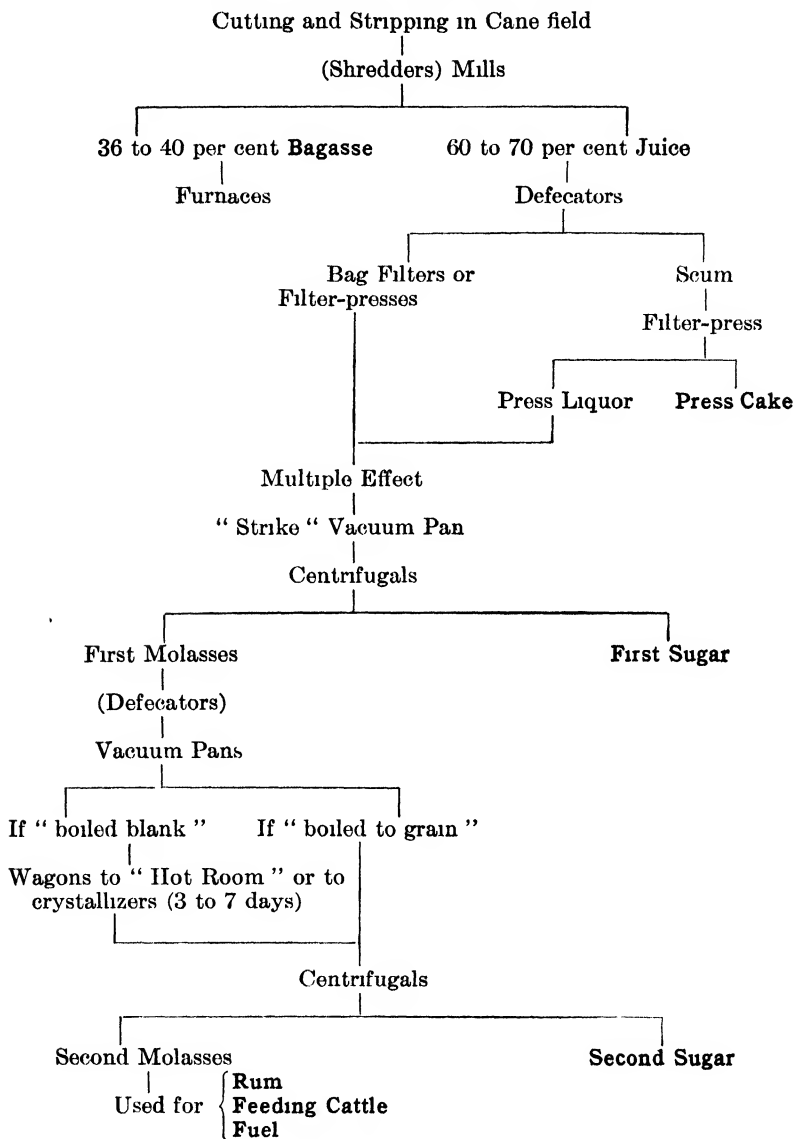 Cutting and Stripping in Cane field
(Shredders) Mills
36 to 40 per cent Bagasse
60 to 70 per cent Juice
Furnaces
Defecators
Bag Filters or
Filter-presses
Scum
Filter-press
Press Liquor
Press Cake
Multiple Effect
“ Strike “ Vacuum Pan
Centrifugals
First Molasses
First Sugar
(Defecators)
Vacuum Pans
If “ boiled blank ”
If “ boiled to grain ”
Wagons to “ Hot Room ” or to
crystallizers (3 to 7 days)
Centrifugals
Second Molasses
Second Sugar
Used for
Rum
Feeding Cattle
Fuel